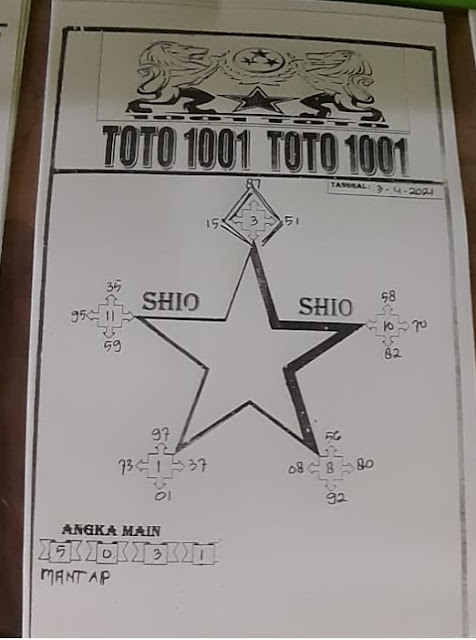 TOTO 1001 TOTO 1001
TANGGAL: 3-4-2021
87
15 3 51
SHIO SHIO
35
95 11
59
58
10 70
82
97
73 1 37
01
56
08 8 80
92
ANGKA MAIN
5 0 3 1
MANTAP